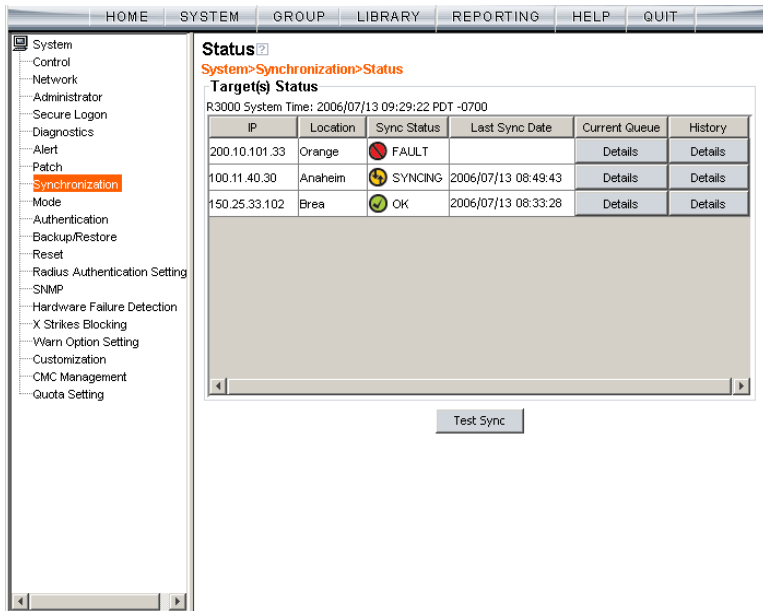 HOME SYSTEM GROUP LIBRARY REPORTING HELP QUIT
System
Control
Network
Administrator
Secure Logon
Diagnostics
Alert
Patch
Synchronization
Mode
Authentication
Backup/Restore
Reset
Radius Authentication Setting
SNMP
Hardware Failure Detection
X Strikes Blocking
Warn Option Setting
Customization
CMC Management
Quota Setting
Status ?
System>Synchronization>Status
Target(s) Status
R3000 System Time: 2006/07/13 09:29:22 PDT -0700
IP Location Sync Status Last Sync Date Current Queue History
200.10.101.33 Orange FAULT Details Details
100.11.40.30 Anaheim SYNCING 2006/07/13 08:49:43 Details Details
150.25.33.102 Brea OK 2006/07/13 08:33:28 Details Details
Test Sync